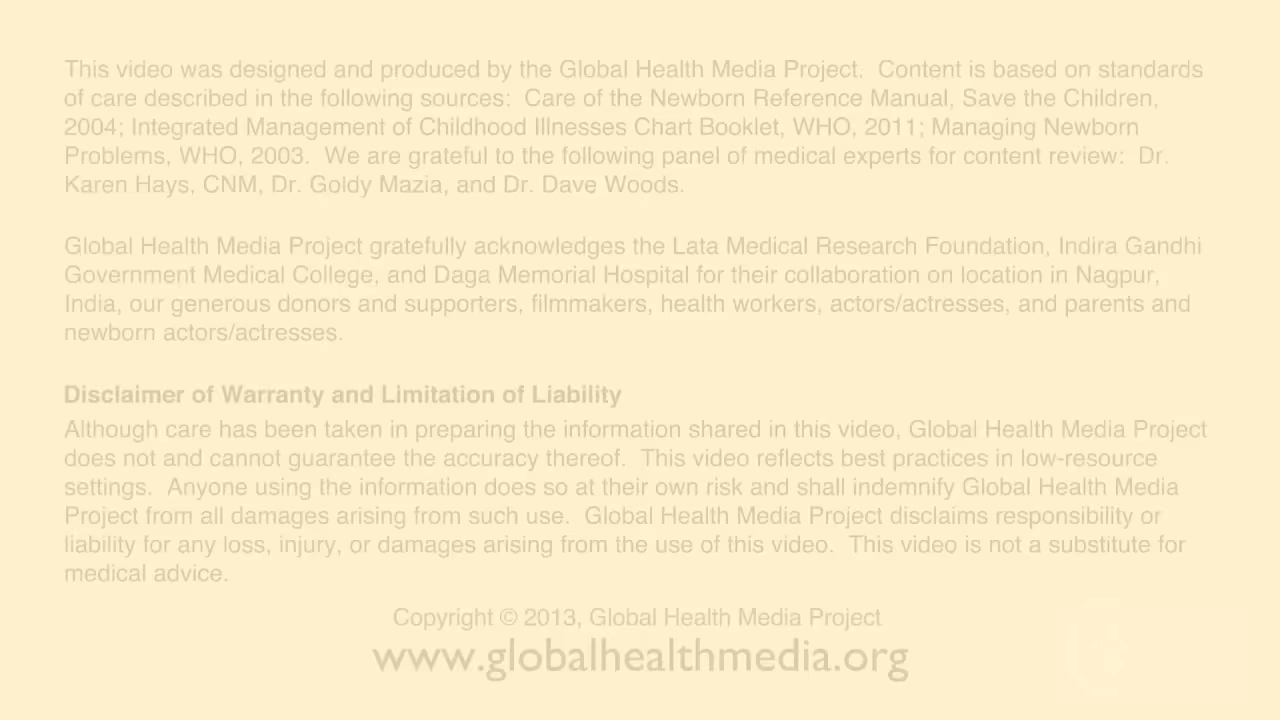 This video was designed and produced by the Global Health Media Project.  Content is based on standards
of care described in the following sources:  Care of the Newborn Reference Manual, Save the Children,
2004; Integrated Management of Childhood Illnesses Chart Booklet, WHO, 2011; Managing Newborn
Problems, WHO, 2003.  We are grateful to the following panel of medical experts for content review:  Dr.
Karen Hays, CNM, Dr. Goldy Mazia, and Dr. Dave Woods.
Global Health Media Project gratefully acknowledges the Lata Medical Research Foundation, Indira Gandhi
Government Medical College, and Daga Memorial Hospital for their collaboration on location in Nagpur,
India, our generous donors and supporters, filmmakers, health workers, actors/actresses, and parents and
newborn actors/actresses.
Disclaimer of Warranty and Limitation of Liability
Although care has been taken in preparing the information shared in this video, Global Health Media Project
does not and cannot guarantee the accuracy thereof.  This video reflects best practices in low-resource
settings.  Anyone using the information does so at their own risk and shall indemnify Global Health Media
Project from all damages arising from such use.  Global Health Media Project disclaims responsibility or
liability for any loss, injury, or damages arising from the use of this video.  This video is not a substitute for
medical advice.
Copyright © 2013, Global Health Media Project
www.globalhealthmedia.org